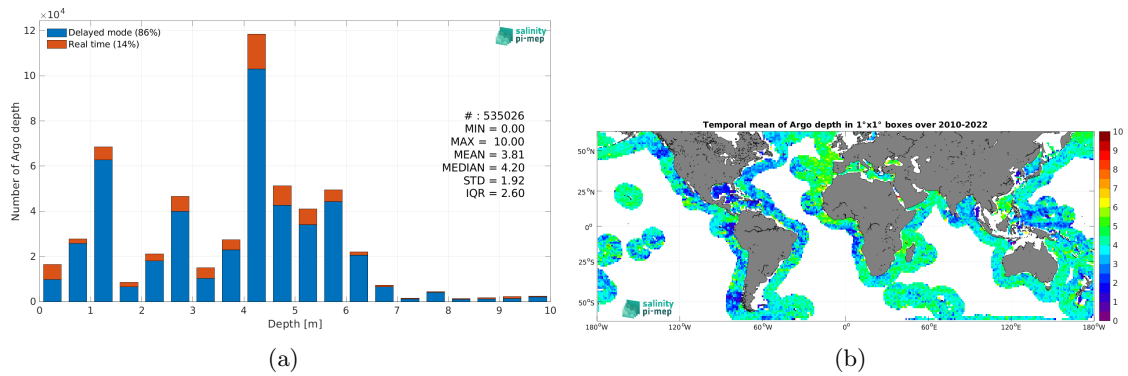 ×10⁴
12
10
8
6
4
2
0
Number of Argo depth
Delayed mode (86%)
Real time (14%)
salinity
pi-mep
# : 535026
MIN = 0.00
MAX = 10.00
MEAN = 3.81
MEDIAN = 4.20
STD = 1.92
IQR = 2.60
0 1 2 3 4 5 6 7 8 9 10
Depth [m]
(a)
Temporal mean of Argo depth in 1°x1° boxes over 2010-2022
50°N
25°N
0°
25°S
50°S
180°W 120°W 60°W 0° 60°E 120°E 180°W
salinity
pi-mep
10
9
8
7
6
5
4
3
2
1
0
(b)